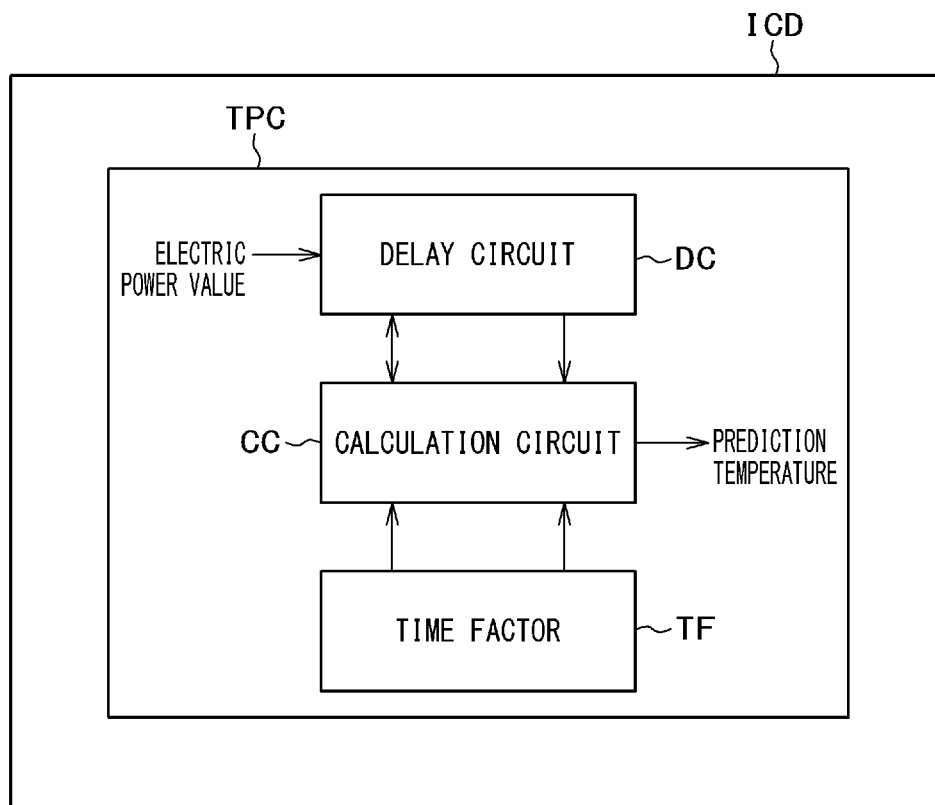 ICD
TPC
DELAY CIRCUIT
DC
ELECTRIC
POWER VALUE
CC
CALCULATION CIRCUIT
PREDICTION
TEMPERATURE
TIME FACTOR
TF